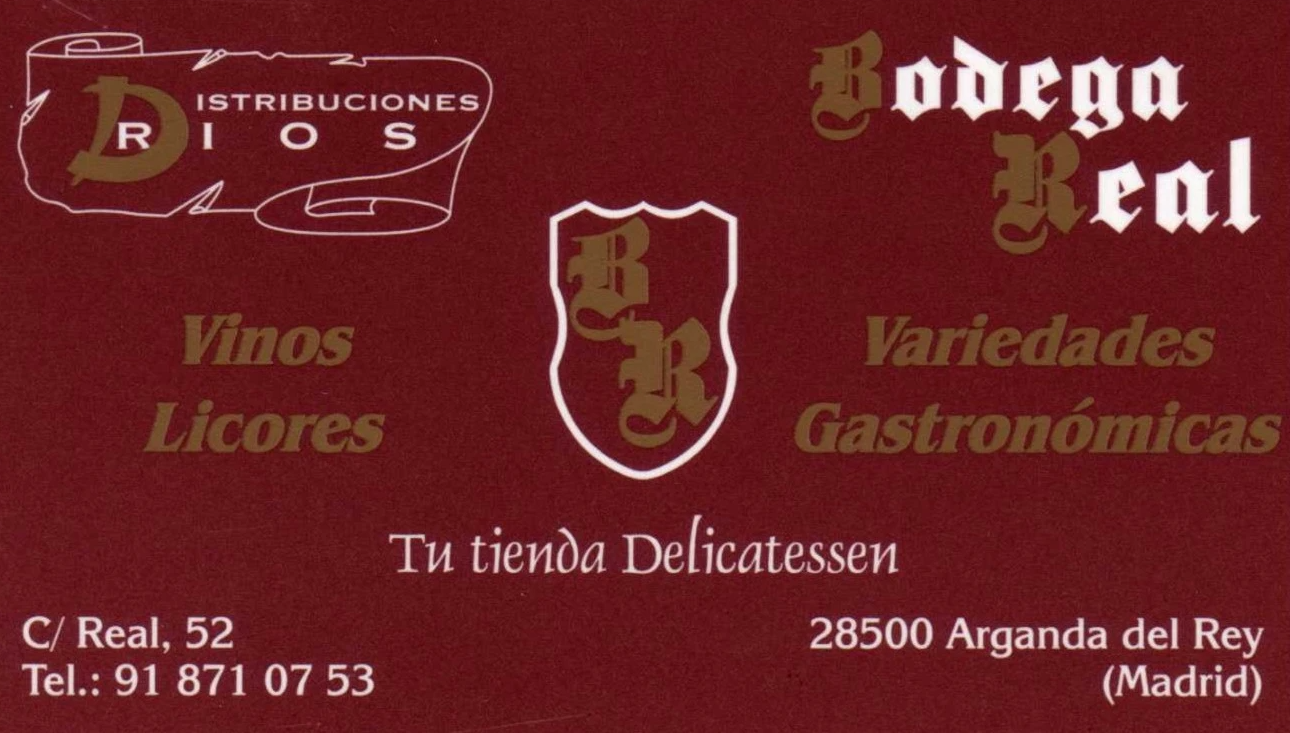 DISTRIBUCIONES
RIOS
Bodega
Real
BR
Vinos
Licores
Variedades
Gastronómicas
Tu tienda Delicatessen
C/ Real, 52
Tel.: 91 871 07 53
28500 Arganda del Rey
(Madrid)